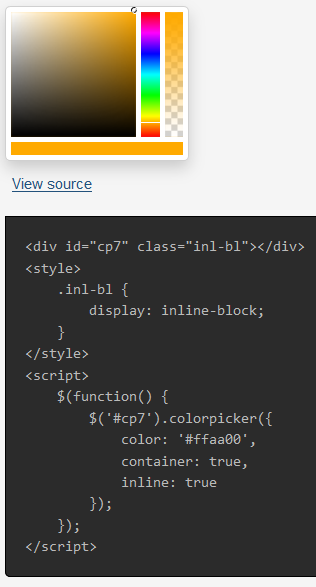 View source
<div id="cp7" class="inl-bl"></div>
<style>
    .inl-bl {
        display: inline-block;
    }
</style>
<script>
    $(function() {
        $('#cp7').colorpicker({
            color: '#ffaa00',
            container: true,
            inline: true
        });
    });
</script>